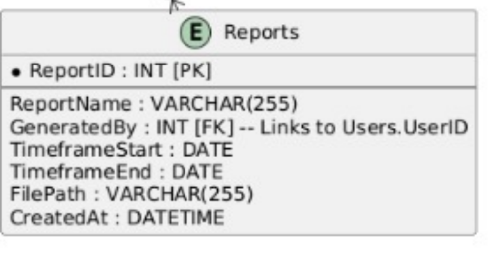 E Reports
• ReportID : INT [PK]
ReportName : VARCHAR(255)
GeneratedBy : INT [FK] -- Links to Users.UserID
TimeframeStart : DATE
TimeframeEnd : DATE
FilePath : VARCHAR(255)
CreatedAt : DATETIME